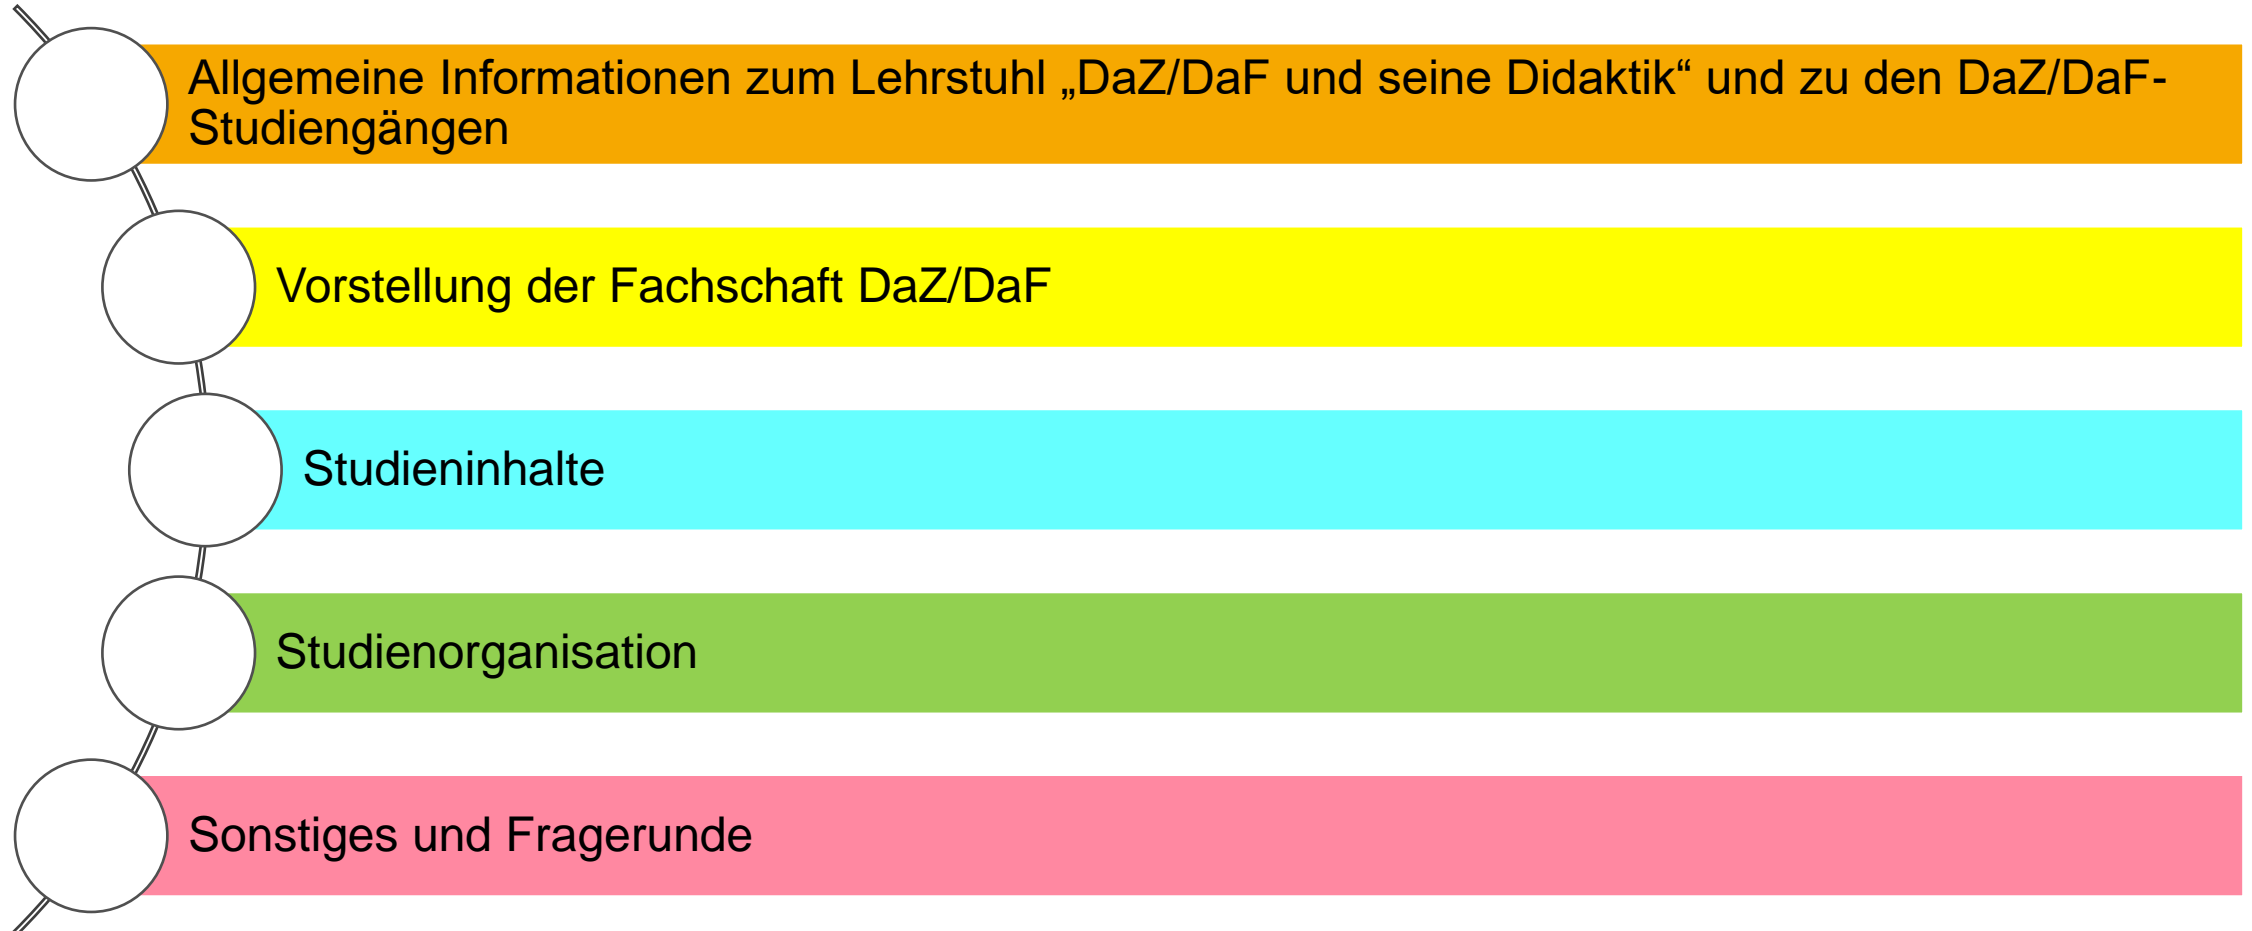 Allgemeine Informationen zum Lehrstuhl „DaZ/DaF und seine Didaktik“ und zu den DaZ/DaF-
Studiengängen
Vorstellung der Fachschaft DaZ/DaF
Studieninhalte
Studienorganisation
Sonstiges und Fragerunde